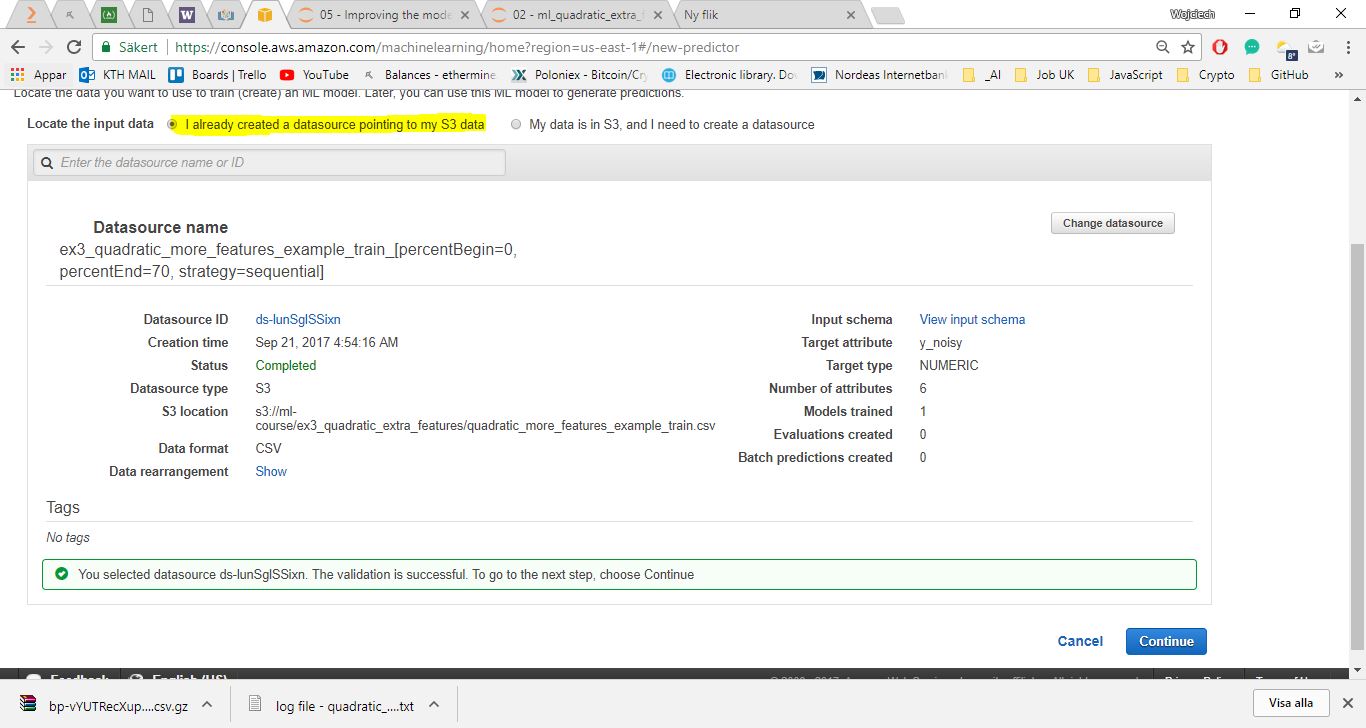 05 - Improving the mode
02 - ml_quadratic_extra_
Ny flik
Wojciech
Säkert
https://console.aws.amazon.com/machinelearning/home?region=us-east-1#/new-predictor
Appar
KTH MAIL
Boards | Trello
YouTube
Balances - ethermine
Poloniex - Bitcoin/Cry
Electronic library. Do
Nordeas Internetban
_AI
Job UK
JavaScript
Crypto
GitHub
»
Locate the data you want to use to train (create) an ML model. Later, you can use this ML model to generate predictions.
Locate the input data I already created a datasource pointing to my S3 data My data is in S3, and I need to create a datasource
Enter the datasource name or ID
Datasource name
Change datasource
ex3_quadratic_more_features_example_train_[percentBegin=0,
percentEnd=70, strategy=sequential]
Datasource ID ds-lunSglSSixn
Creation time Sep 21, 2017 4:54:16 AM
Status Completed
Datasource type S3
S3 location s3://ml-
course/ex3_quadratic_extra_features/quadratic_more_features_example_train.csv
Data format CSV
Data rearrangement Show
Input schema View input schema
Target attribute y_noisy
Target type NUMERIC
Number of attributes 6
Models trained 1
Evaluations created 0
Batch predictions created 0
Tags
No tags
You selected datasource ds-lunSglSSixn. The validation is successful. To go to the next step, choose Continue
Cancel
Continue
Feedback
English (US)
bp-vYUTRecXup....csv.gz
log file - quadratic_....txt
Visa alla